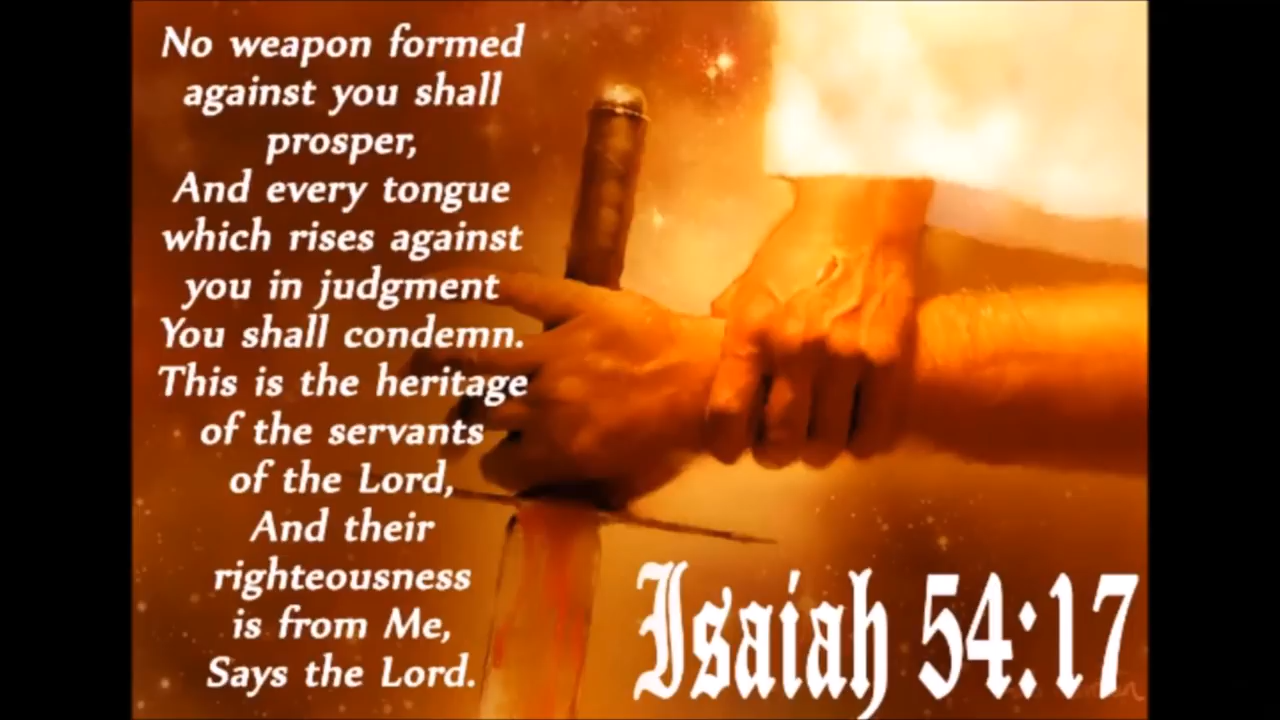 No weapon formed
against you shall
prosper,
And every tongue
which rises against
you in judgment
You shall condemn.
This is the heritage
of the servants
of the Lord,
And their
righteousness
is from Me,
Says the Lord.
Isaiah 54:17